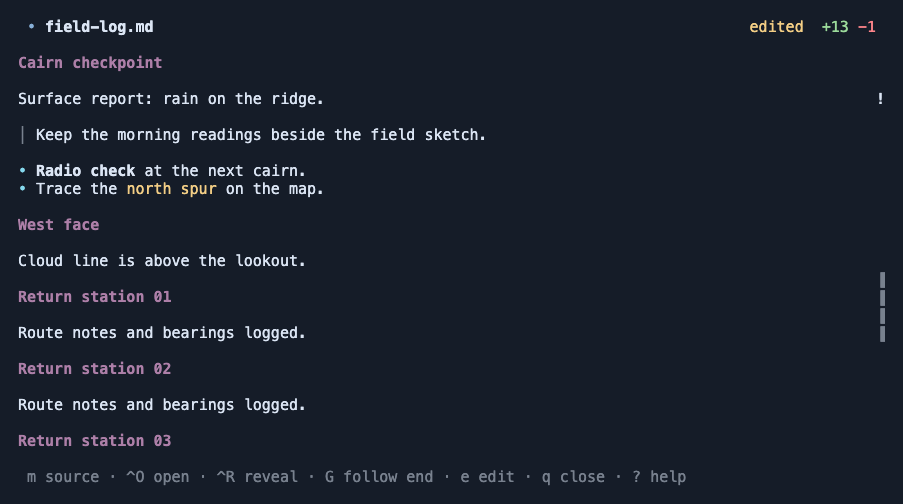 • field-log.md edited +13 -1
Cairn checkpoint
Surface report: rain on the ridge. !
Keep the morning readings beside the field sketch.
• Radio check at the next cairn.
• Trace the north spur on the map.
West face
Cloud line is above the lookout.
Return station 01
Route notes and bearings logged.
Return station 02
Route notes and bearings logged.
Return station 03
m source · ^O open · ^R reveal · G follow end · e edit · q close · ? help